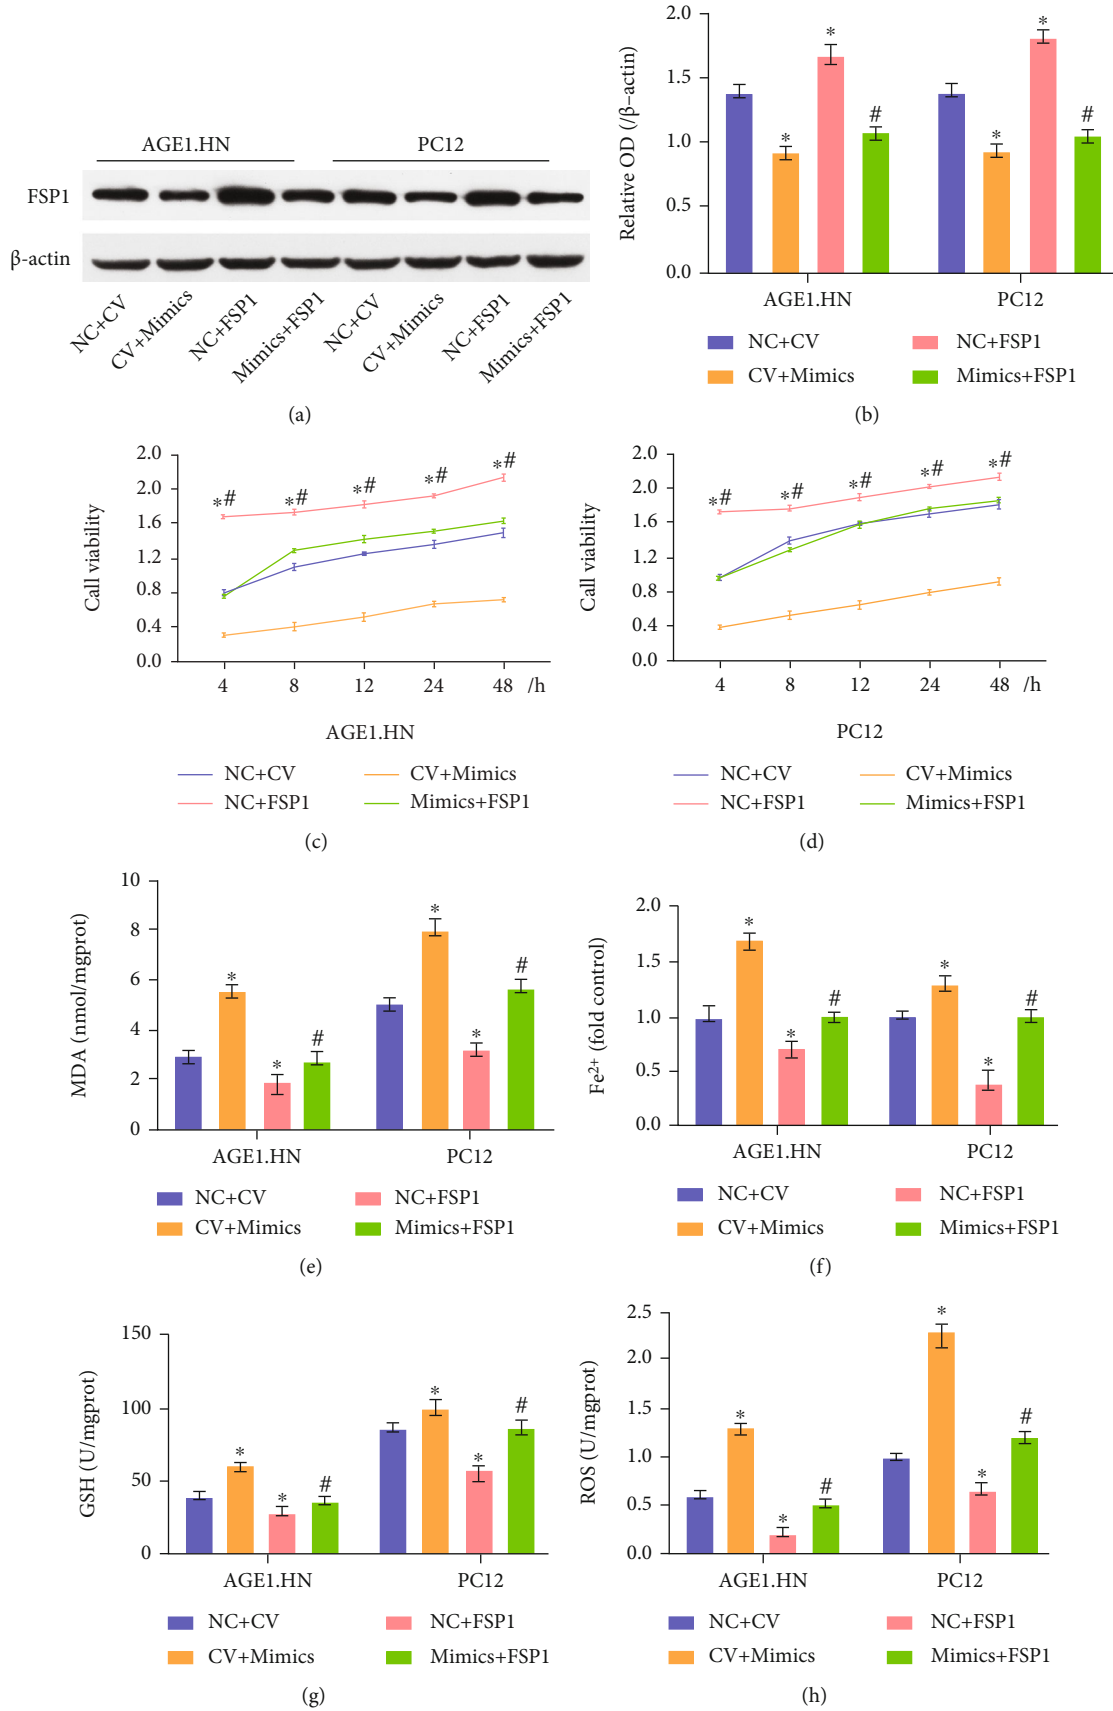 AGE1.HN PC12
FSP1
β-actin
NC+CV
CV+Mimics
NC+FSP1
Mimics+FSP1
NC+CV
CV+Mimics
NC+FSP1
Mimics+FSP1
(a)
Relative OD (/β–actin)
2.0
1.5
1.0
0.5
0.0
* * # * * #
AGE1.HN PC12
NC+CV NC+FSP1
CV+Mimics Mimics+FSP1
(b)
Call viability
2.0
2.0
1.6
1.2
0.8
0.4
0.0
*# *# *# *# *#
4 8 12 24 48 /h
AGE1.HN
NC+CV CV+Mimics
NC+FSP1 Mimics+FSP1
(c)
Call viability
2.0
2.0
1.6
1.2
0.8
0.4
0.0
*# *# *# *# *#
4 8 12 24 48 /h
PC12
NC+CV CV+Mimics
NC+FSP1 Mimics+FSP1
(d)
MDA (nmol/mgprot)
10
8
6
4
2
0
* * # * * #
AGE1.HN PC12
NC+CV NC+FSP1
CV+Mimics Mimics+FSP1
(e)
Fe²⁺ (fold control)
2.0
1.5
1.0
0.5
0.0
* * # * * #
AGE1.HN PC12
NC+CV NC+FSP1
CV+Mimics Mimics+FSP1
(f)
GSH (U/mgprot)
150
100
50
0
* * # * * #
AGE1.HN PC12
NC+CV NC+FSP1
CV+Mimics Mimics+FSP1
(g)
ROS (U/mgprot)
2.5
2.0
1.5
1.0
0.5
0.0
* * # * * #
AGE1.HN PC12
NC+CV NC+FSP1
CV+Mimics Mimics+FSP1
(h)